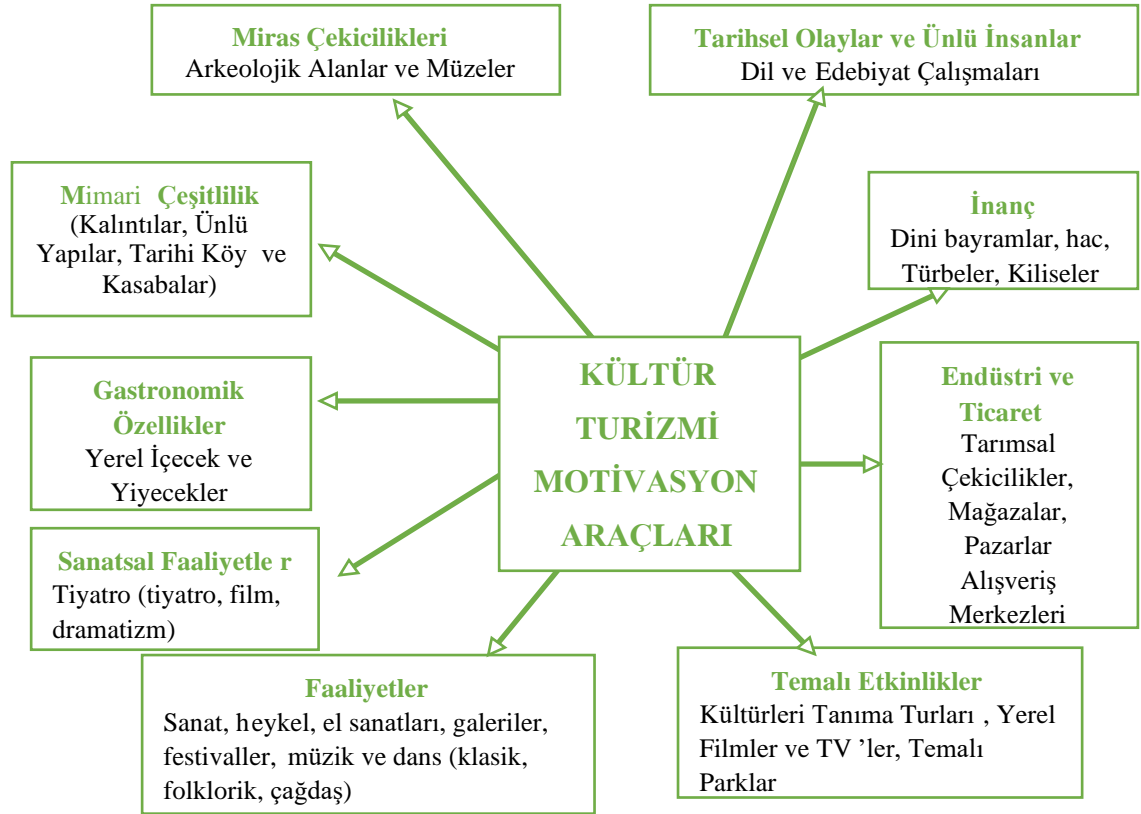 Miras Çekicilikleri
Arkeolojik Alanlar ve Müzeler
Tarihsel Olaylar ve Ünlü İnsanlar
Dil ve Edebiyat Çalışmaları
Mimari Çeşitlilik
(Kalıntılar, Ünlü
Yapılar, Tarihi Köy ve
Kasabalar)
İnanç
Dini bayramlar, hac,
Türbeler, Kiliseler
KÜLTÜR
TURİZMİ
MOTİVASYON
ARAÇLARI
Gastronomik
Özellikler
Yerel İçecek ve
Yiyecekler
Endüstri ve
Ticaret
Tarımsal
Çekicilikler,
Mağazalar,
Pazarlar
Alışveriş
Merkezleri
Sanatsal Faaliyetle r
Tiyatro (tiyatro, film,
dramatizm)
Faaliyetler
Sanat, heykel, el sanatları, galeriler,
festivaller, müzik ve dans (klasik,
folklorik, çağdaş)
Temalı Etkinlikler
Kültürleri Tanıma Turları , Yerel
Filmler ve TV ’ler, Temalı
Parklar